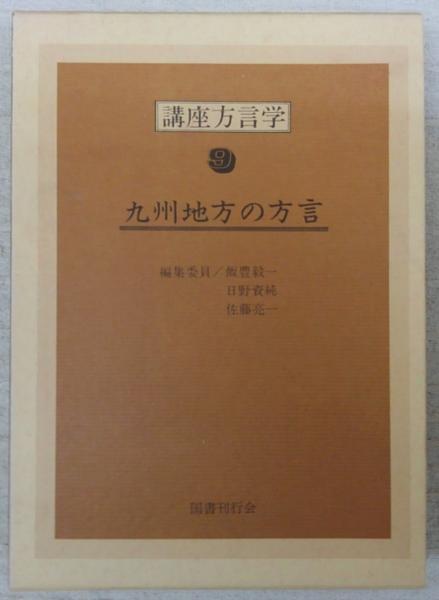 講座方言学
9
九州地方の方言
編集委員／飯豊毅一
日野資純
佐藤亮一
国書刊行会